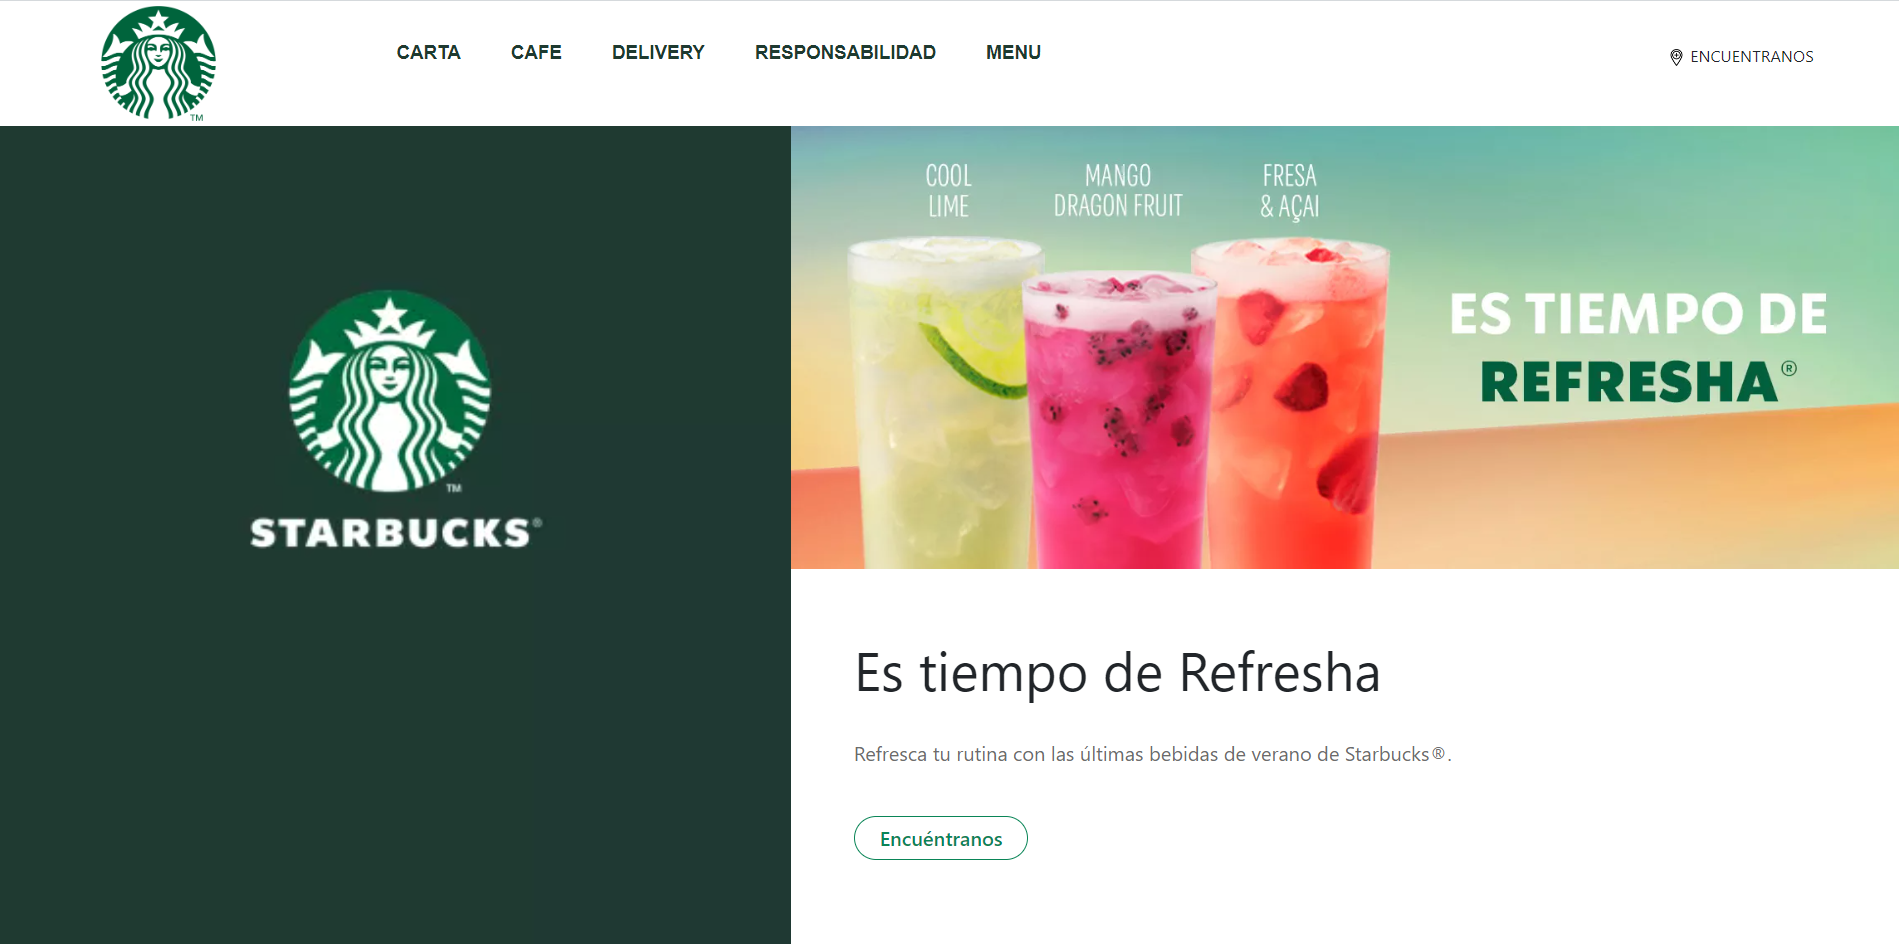 TM
CARTA CAFE DELIVERY RESPONSABILIDAD MENU
ENCUENTRANOS
TM
STARBUCKS®
COOL
LIME
MANGO
DRAGON FRUIT
FRESA
& AÇAI
ES TIEMPO DE
REFRESHA®
Es tiempo de Refresha
Refresca tu rutina con las últimas bebidas de verano de Starbucks®.
Encuéntranos